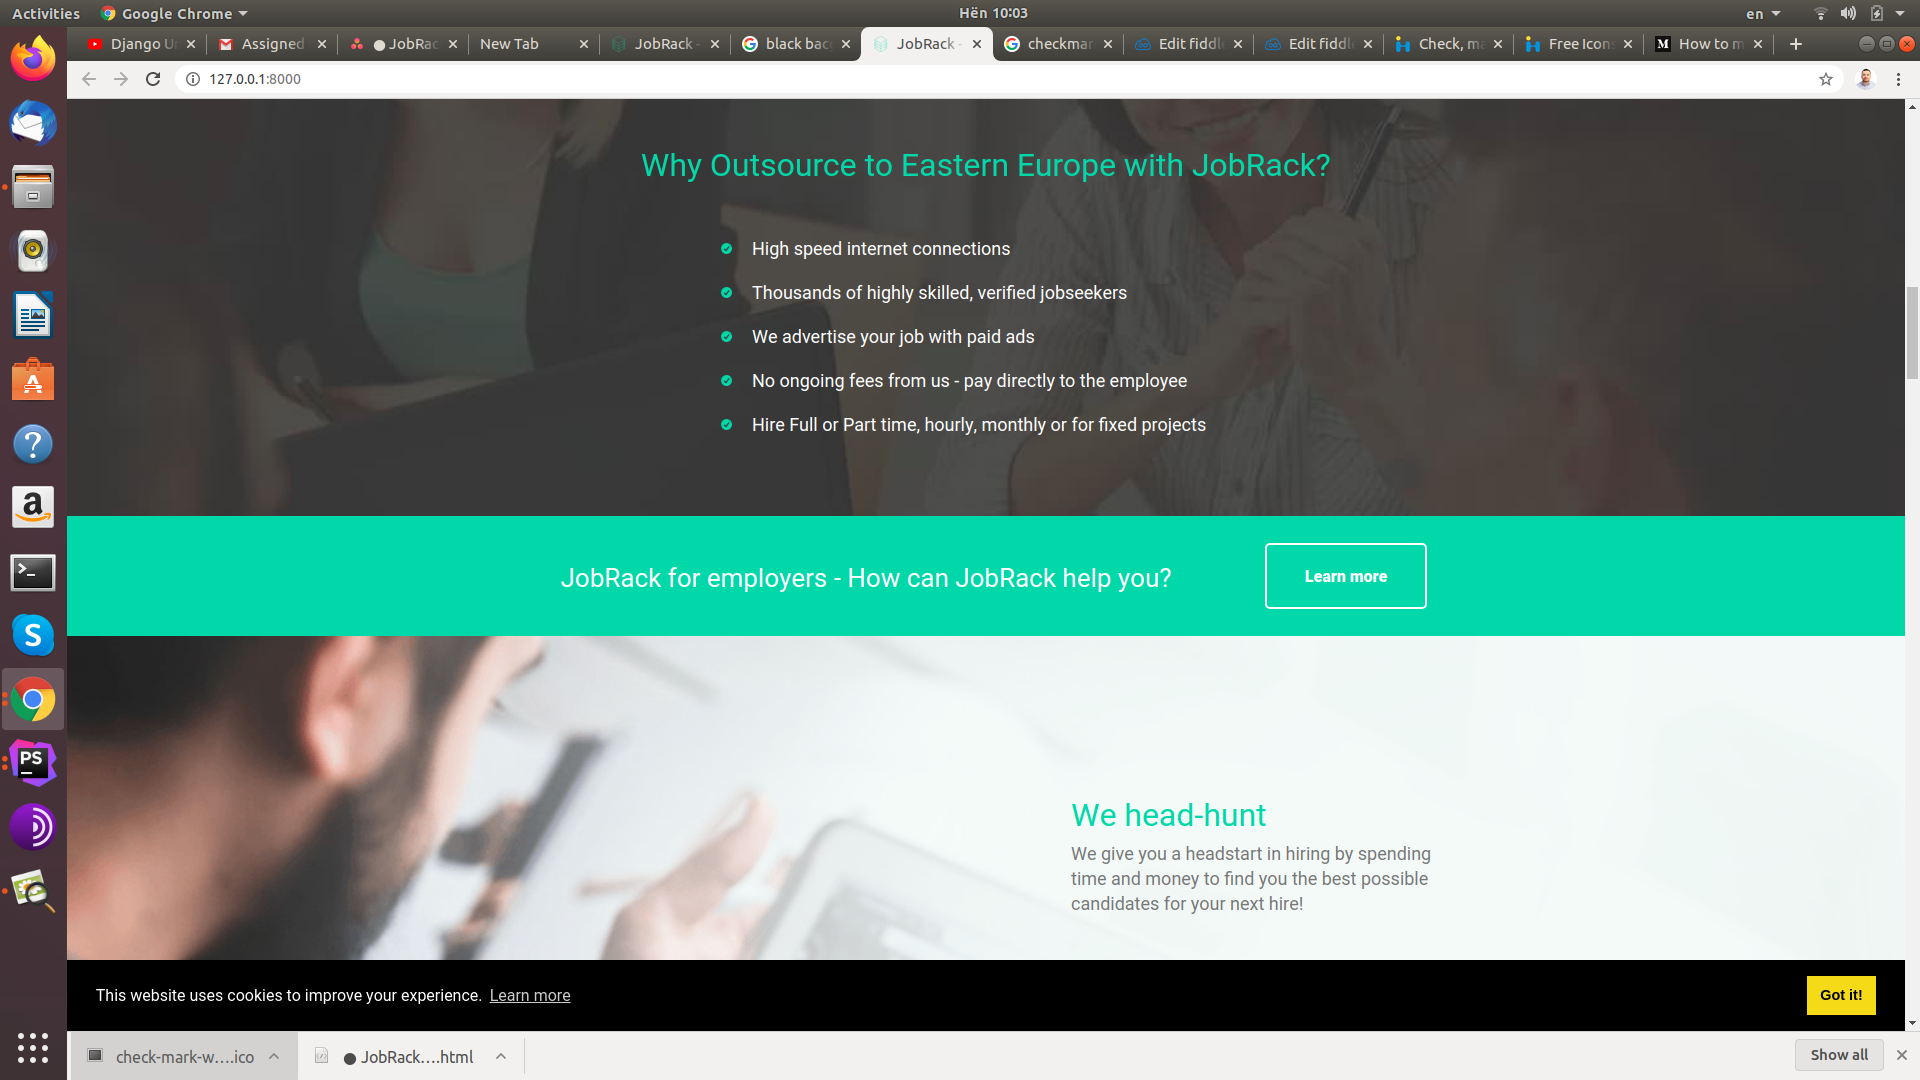 Activities
Google Chrome
Hën 10:03
en
Django U
Assigned
JobRac
New Tab
JobRack -
black bac
JobRack -
checkmar
Edit fiddl
Edit fiddl
Check, ma
Free Icons
M
How to m
127.0.0.1:8000
Why Outsource to Eastern Europe with JobRack?
High speed internet connections
Thousands of highly skilled, verified jobseekers
We advertise your job with paid ads
No ongoing fees from us - pay directly to the employee
Hire Full or Part time, hourly, monthly or for fixed projects
JobRack for employers - How can JobRack help you?
Learn more
We head-hunt
We give you a headstart in hiring by spending
time and money to find you the best possible
candidates for your next hire!
This website uses cookies to improve your experience. Learn more
Got it!
check-mark-w....ico
JobRack....html
Show all
PS